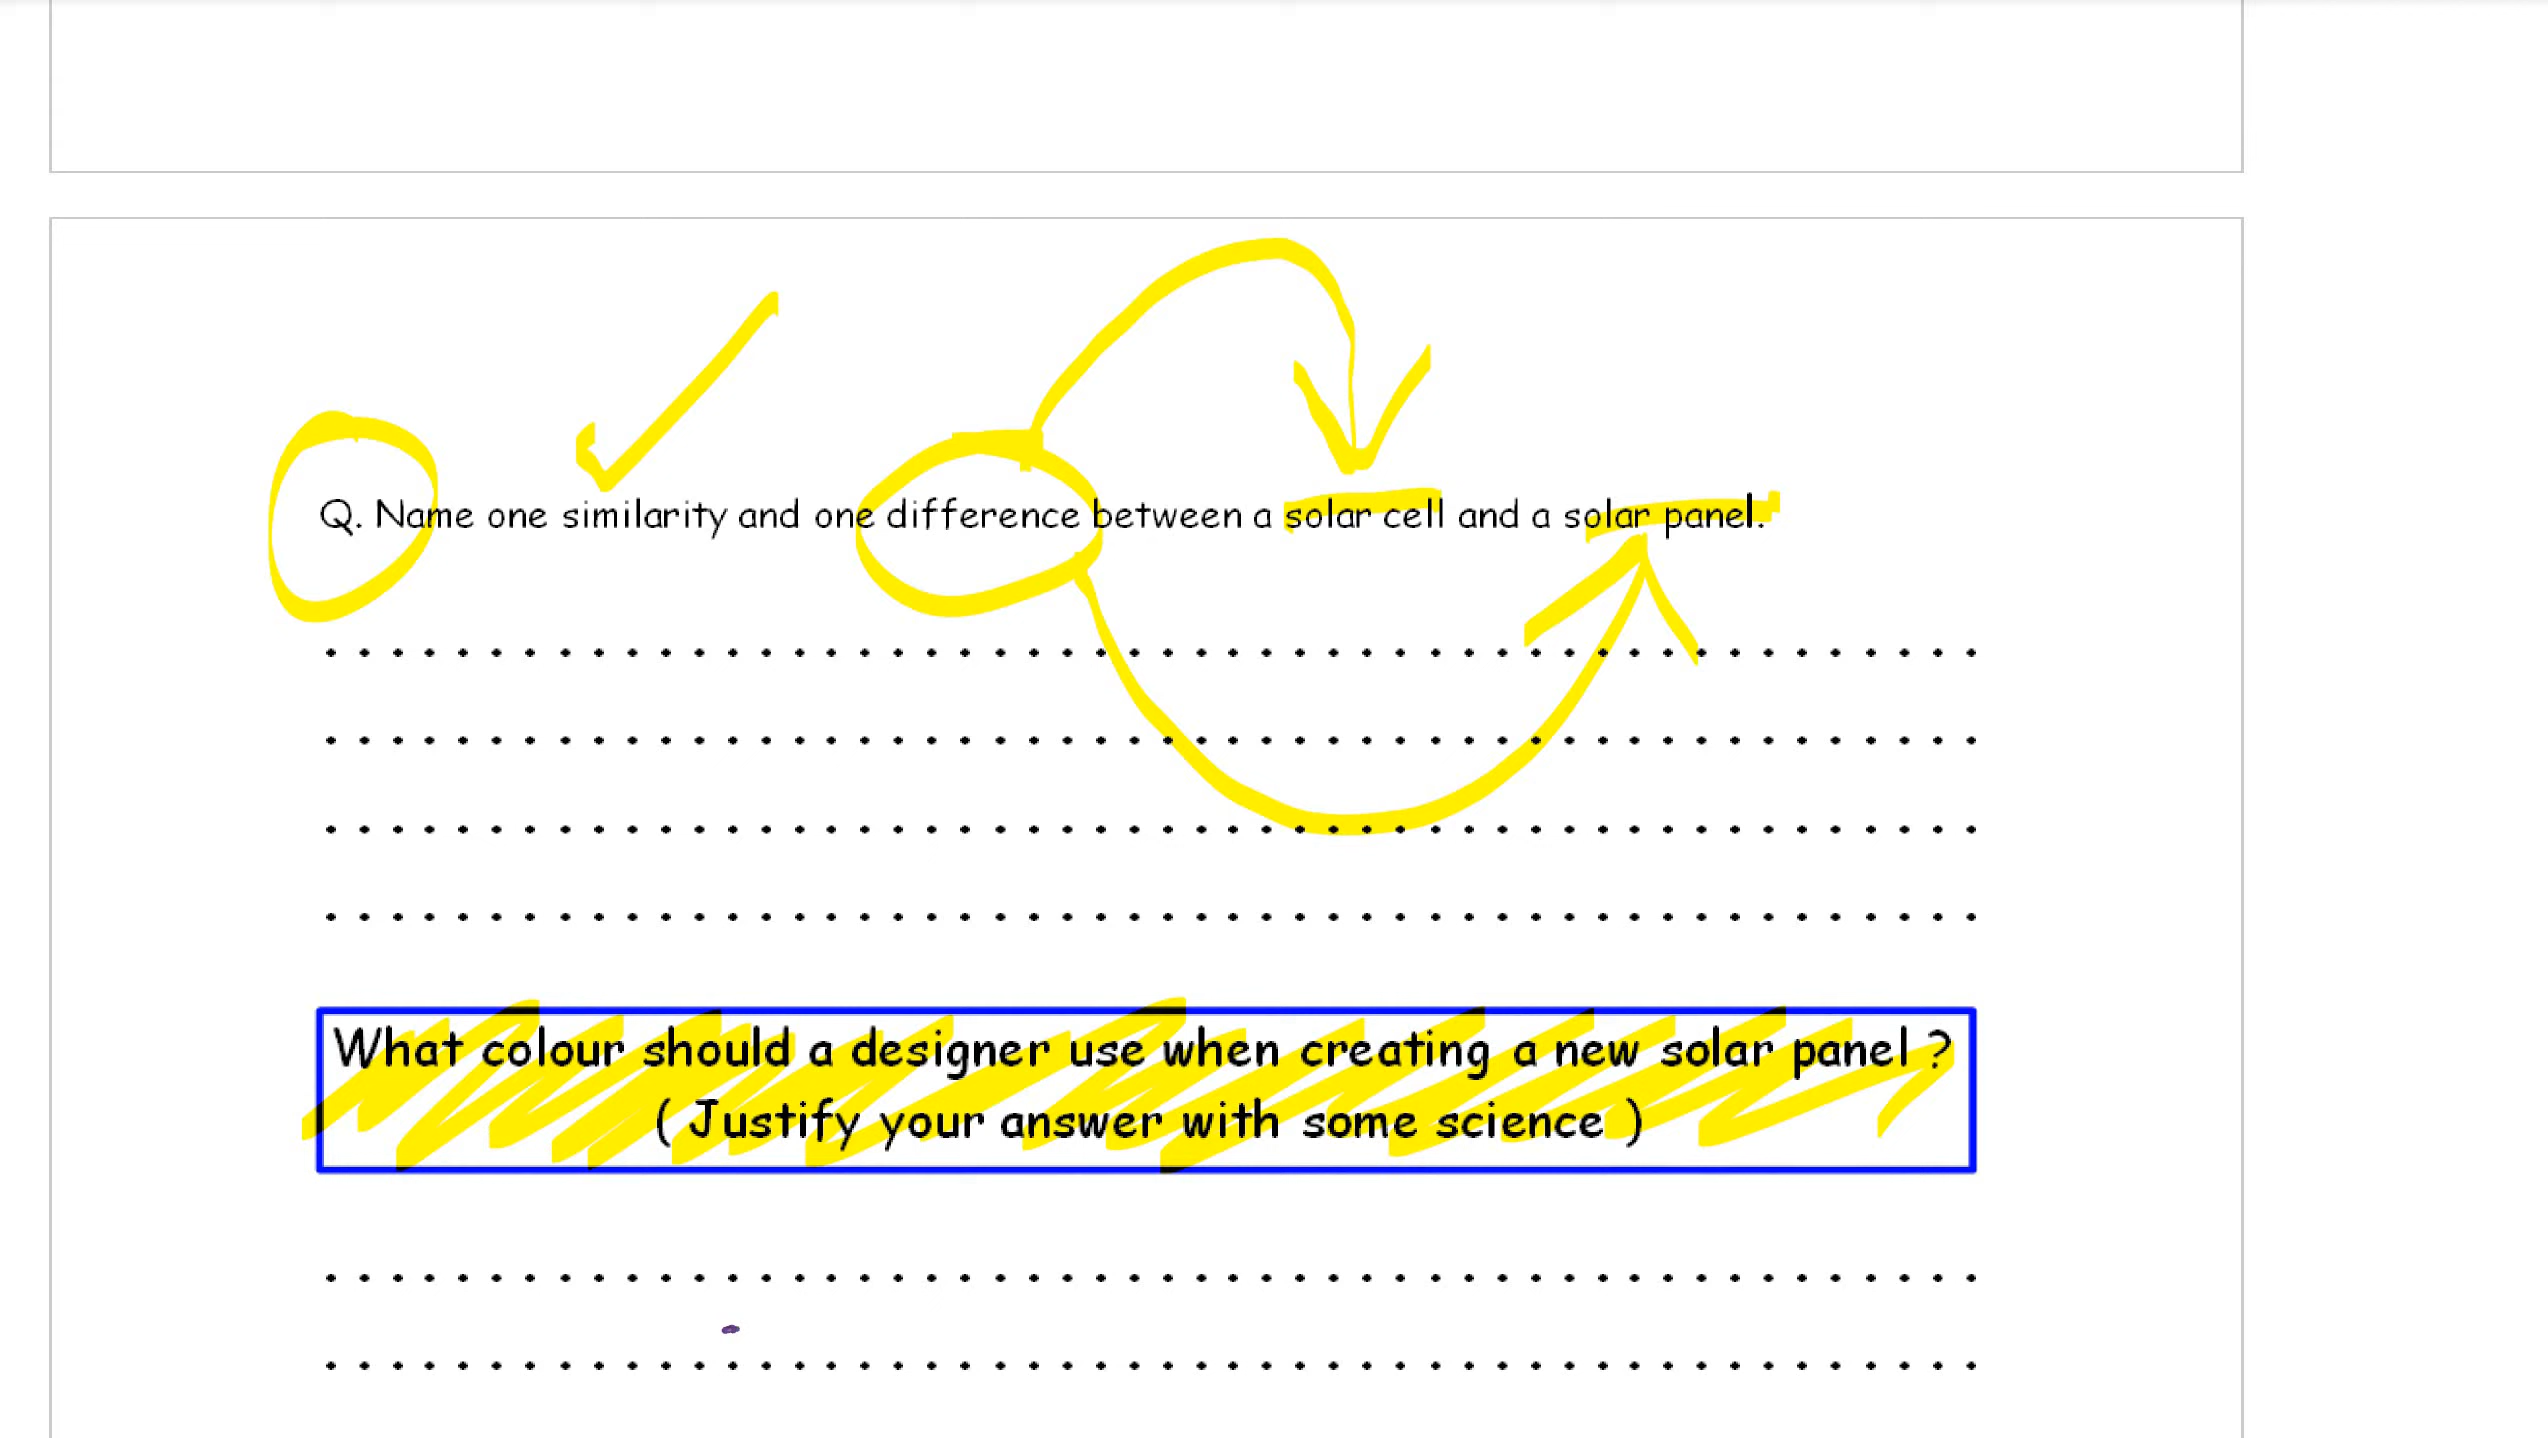 Q. Name one similarity and one difference between a solar cell and a solar panel.
What colour should a designer use when creating a new solar panel ?
( Justify your answer with some science )